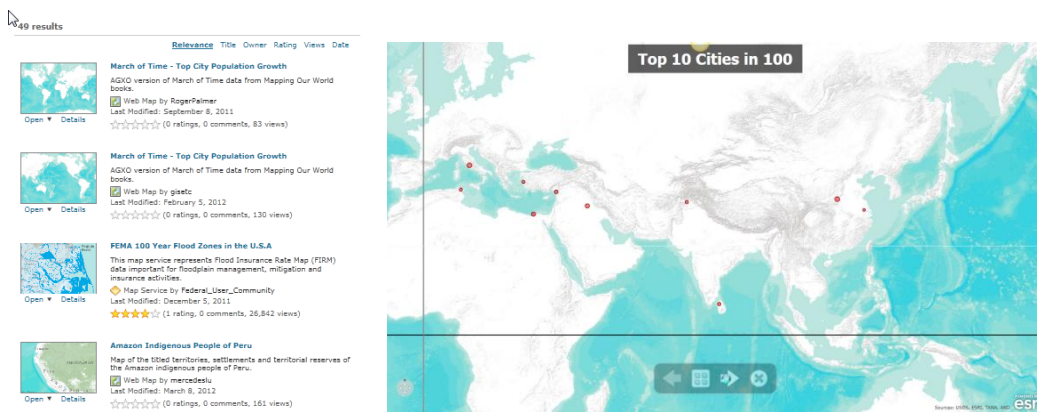 49 results
Relevance Title Owner Rating Views Date
March of Time - Top City Population Growth
AGXO version of March of Time data from Mapping Our World
books.
Web Map by RogerPalmer
Last Modified: September 8, 2011
(0 ratings, 0 comments, 83 views)
Open ▼ Details
March of Time - Top City Population Growth
AGXO version of March of Time data from Mapping Our World
books.
Web Map by gisetc
Last Modified: February 5, 2012
(0 ratings, 0 comments, 130 views)
Open ▼ Details
FEMA 100 Year Flood Zones in the U.S.A
This map service represents Flood Insurance Rate Map (FIRM)
data important for floodplain management, mitigation and
insurance activities.
Map Service by Federal_User_Community
Last Modified: December 5, 2011
(1 rating, 0 comments, 26,842 views)
Open ▼ Details
Amazon Indigenous People of Peru
Map of the titled territories, settlements and territorial reserves of
the Amazon indigenous people of Peru.
Web Map by mercedeslu
Last Modified: March 8, 2012
(0 ratings, 0 comments, 161 views)
Open ▼ Details
Top 10 Cities in 100
Sources: USGS, ESRI, TANA, AND
esri